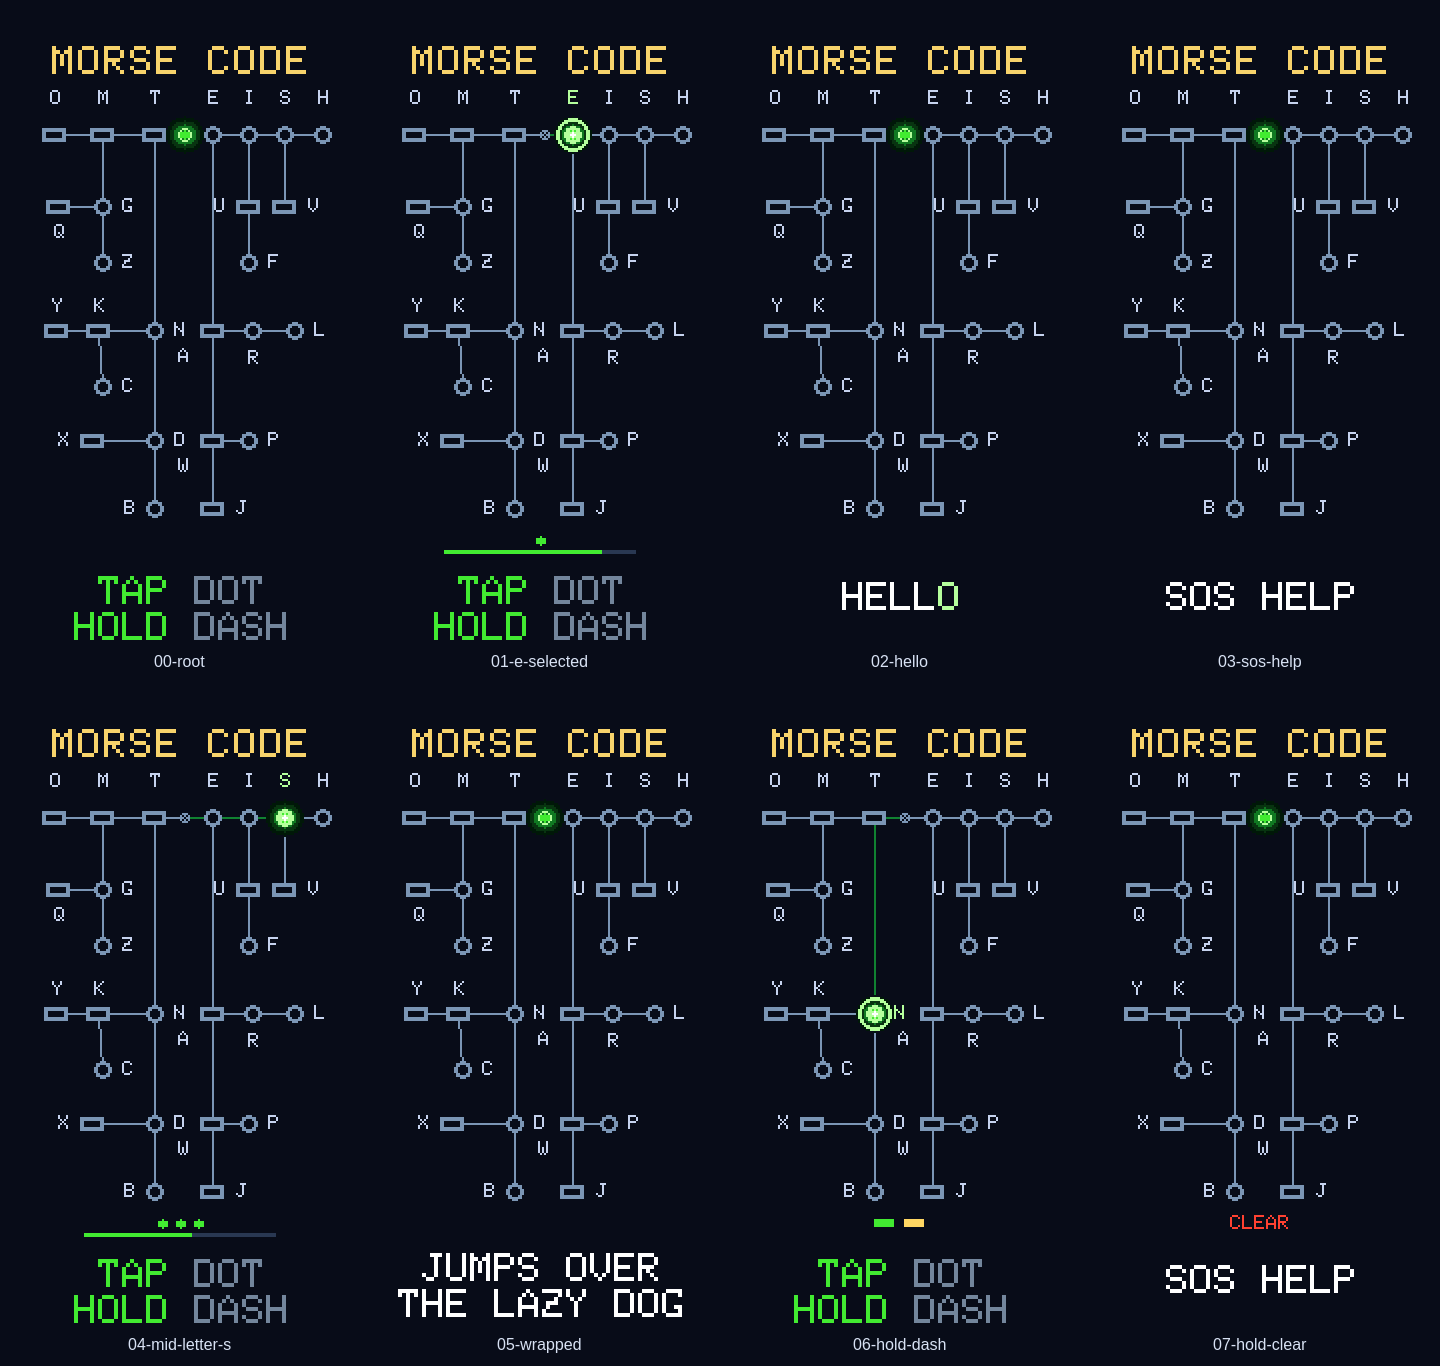 MORSE CODE
O M T E I S H
G U V
Q
Z F
Y K
N L
A R
C
X D P
W
B J
TAP DOT
HOLD DASH
00-root
MORSE CODE
O M T E I S H
G U V
Q
Z F
Y K
N L
A R
C
X D P
W
B J
TAP DOT
HOLD DASH
01-e-selected
MORSE CODE
O M T E I S H
G U V
Q
Z F
Y K
N L
A R
C
X D P
W
B J
HELLO
02-hello
MORSE CODE
O M T E I S H
G U V
Q
Z F
Y K
N L
A R
C
X D P
W
B J
SOS HELP
03-sos-help
MORSE CODE
O M T E I S H
G U V
Q
Z F
Y K
N L
A R
C
X D P
W
B J
TAP DOT
HOLD DASH
04-mid-letter-s
MORSE CODE
O M T E I S H
G U V
Q
Z F
Y K
N L
A R
C
X D P
W
B J
JUMPS OVER
THE LAZY DOG
05-wrapped
MORSE CODE
O M T E I S H
G U V
Q
Z F
Y K
N L
A R
C
X D P
W
B J
TAP DOT
HOLD DASH
06-hold-dash
MORSE CODE
O M T E I S H
G U V
Q
Z F
Y K
N L
A R
C
X D P
W
B J
CLEAR
SOS HELP
07-hold-clear